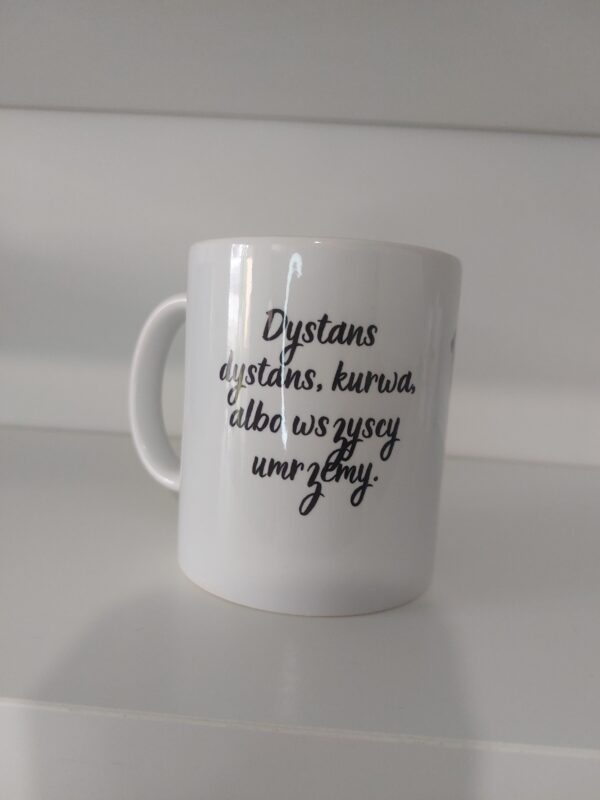 Dystans
dystans, kurwa,
albo wszyscy
umrzemy.